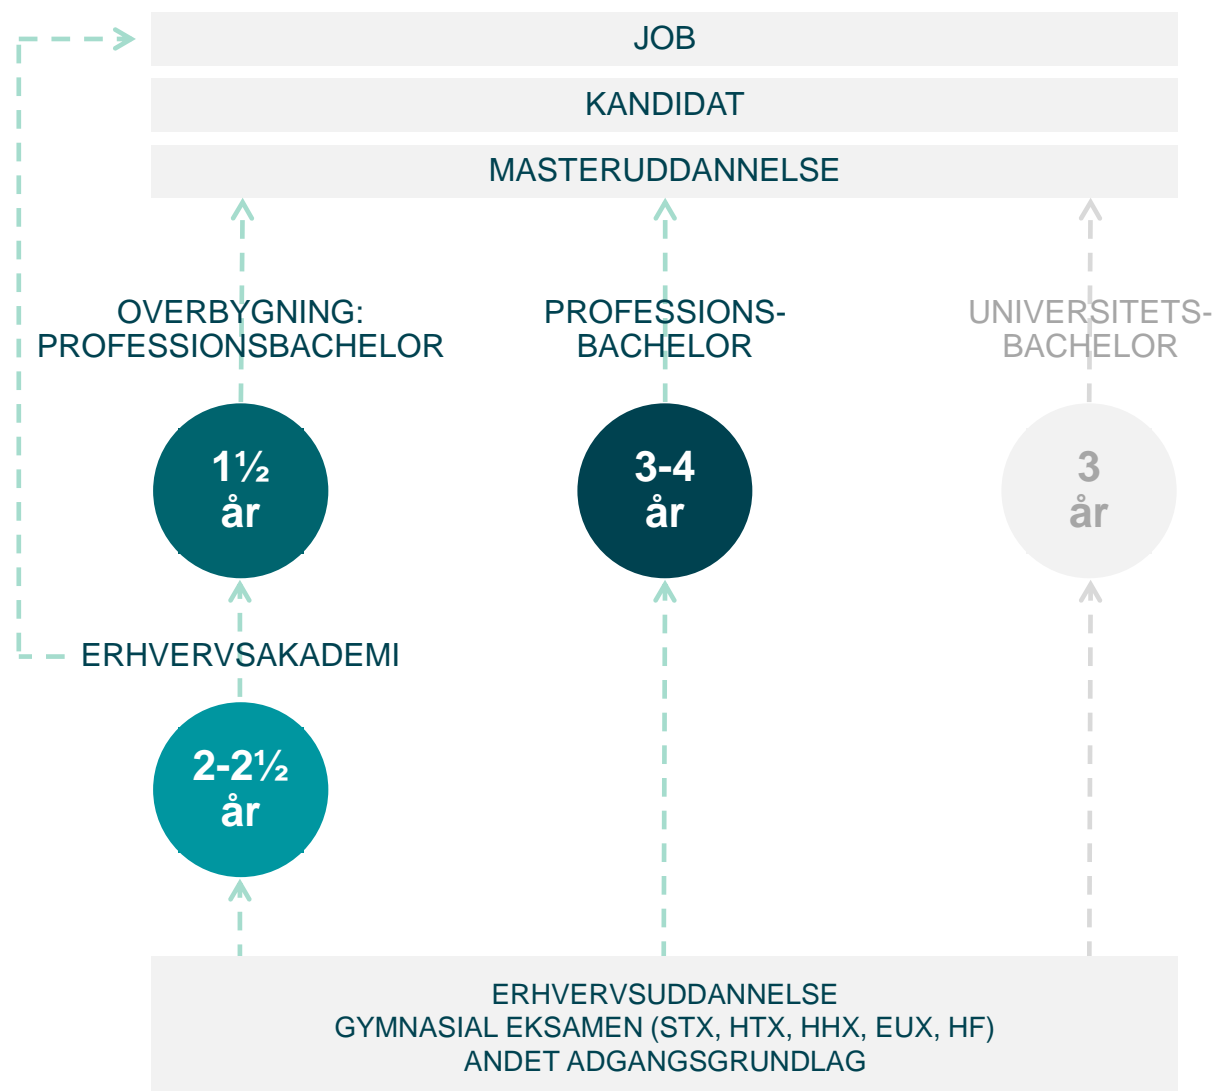 JOB
KANDIDAT
MASTERUDDANNELSE
OVERBYGNING:
PROFESSIONSBACHELOR
PROFESSIONS-
BACHELOR
UNIVERSITETS-
BACHELOR
1½
år
3-4
år
3
år
ERHVERVSAKADEMI
2-2½
år
ERHVERVSUDDANNELSE
GYMNASIAL EKSAMEN (STX, HTX, HHX, EUX, HF)
ANDET ADGANGSGRUNDLAG